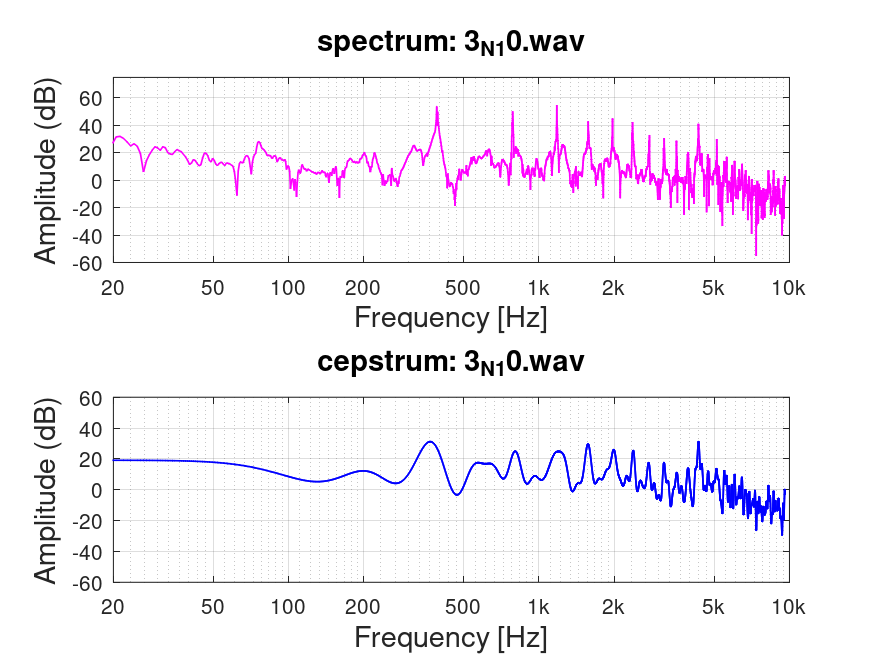 spectrum: 3N10.wav
Amplitude (dB)
60
40
20
0
-20
-40
-60
20 50 100 200 500 1k 2k 5k 10k
Frequency [Hz]
cepstrum: 3N10.wav
Amplitude (dB)
60
40
20
0
-20
-40
-60
20 50 100 200 500 1k 2k 5k 10k
Frequency [Hz]